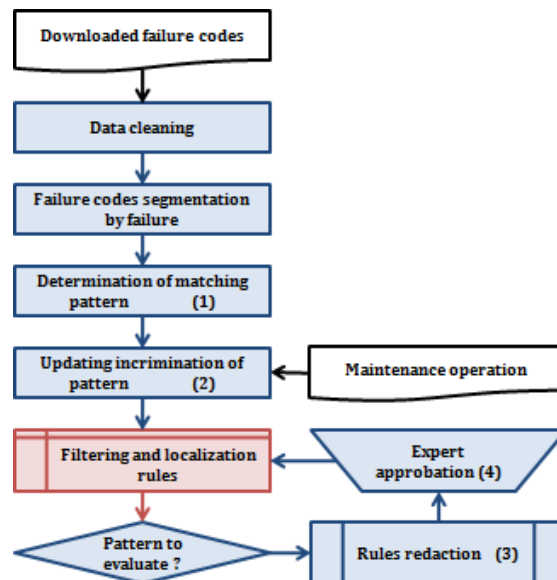 Downloaded failure codes
Data cleaning
Failure codes segmentation
by failure
Determination of matching
pattern (1)
Updating incrimination of
pattern (2)
Maintenance operation
Filtering and localization
rules
Expert
approbation (4)
Pattern to
evaluate ?
Rules redaction (3)